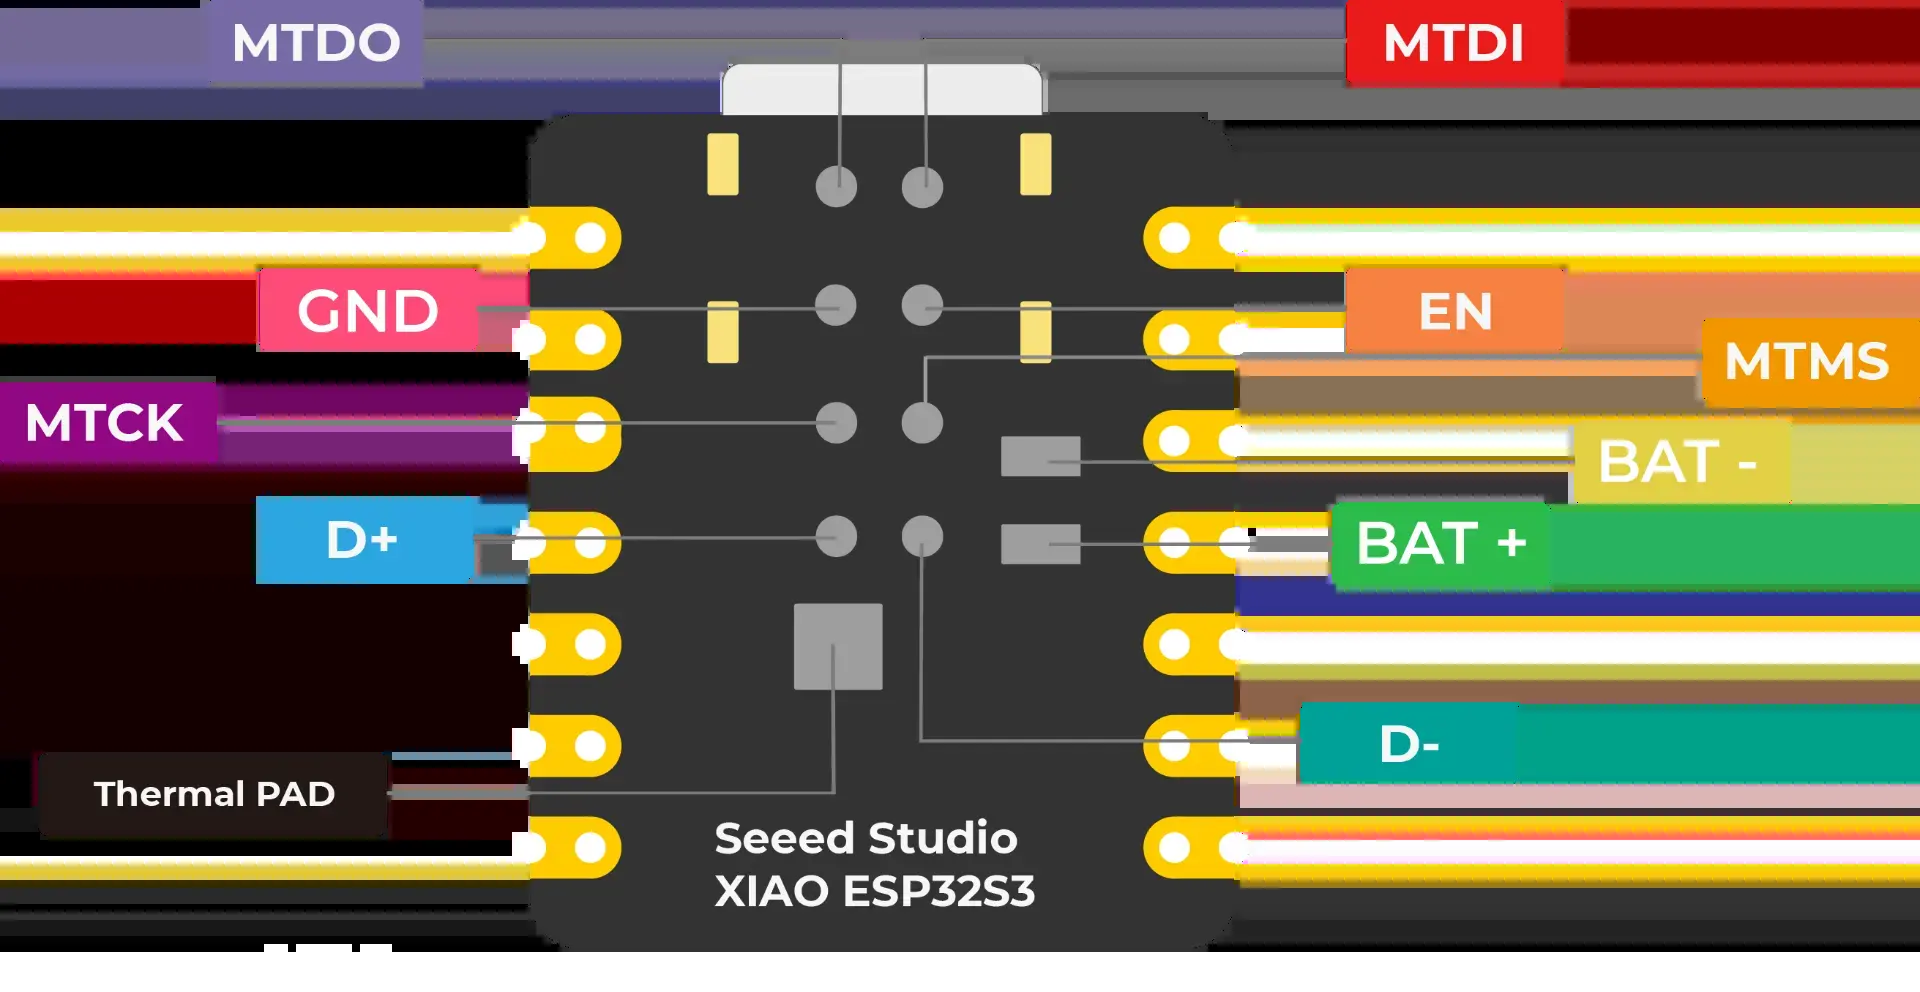 MTDO
MTDI
GND
EN
MTMS
MTCK
BAT -
D+
BAT +
D-
Thermal PAD
Seeed Studio
XIAO ESP32S3